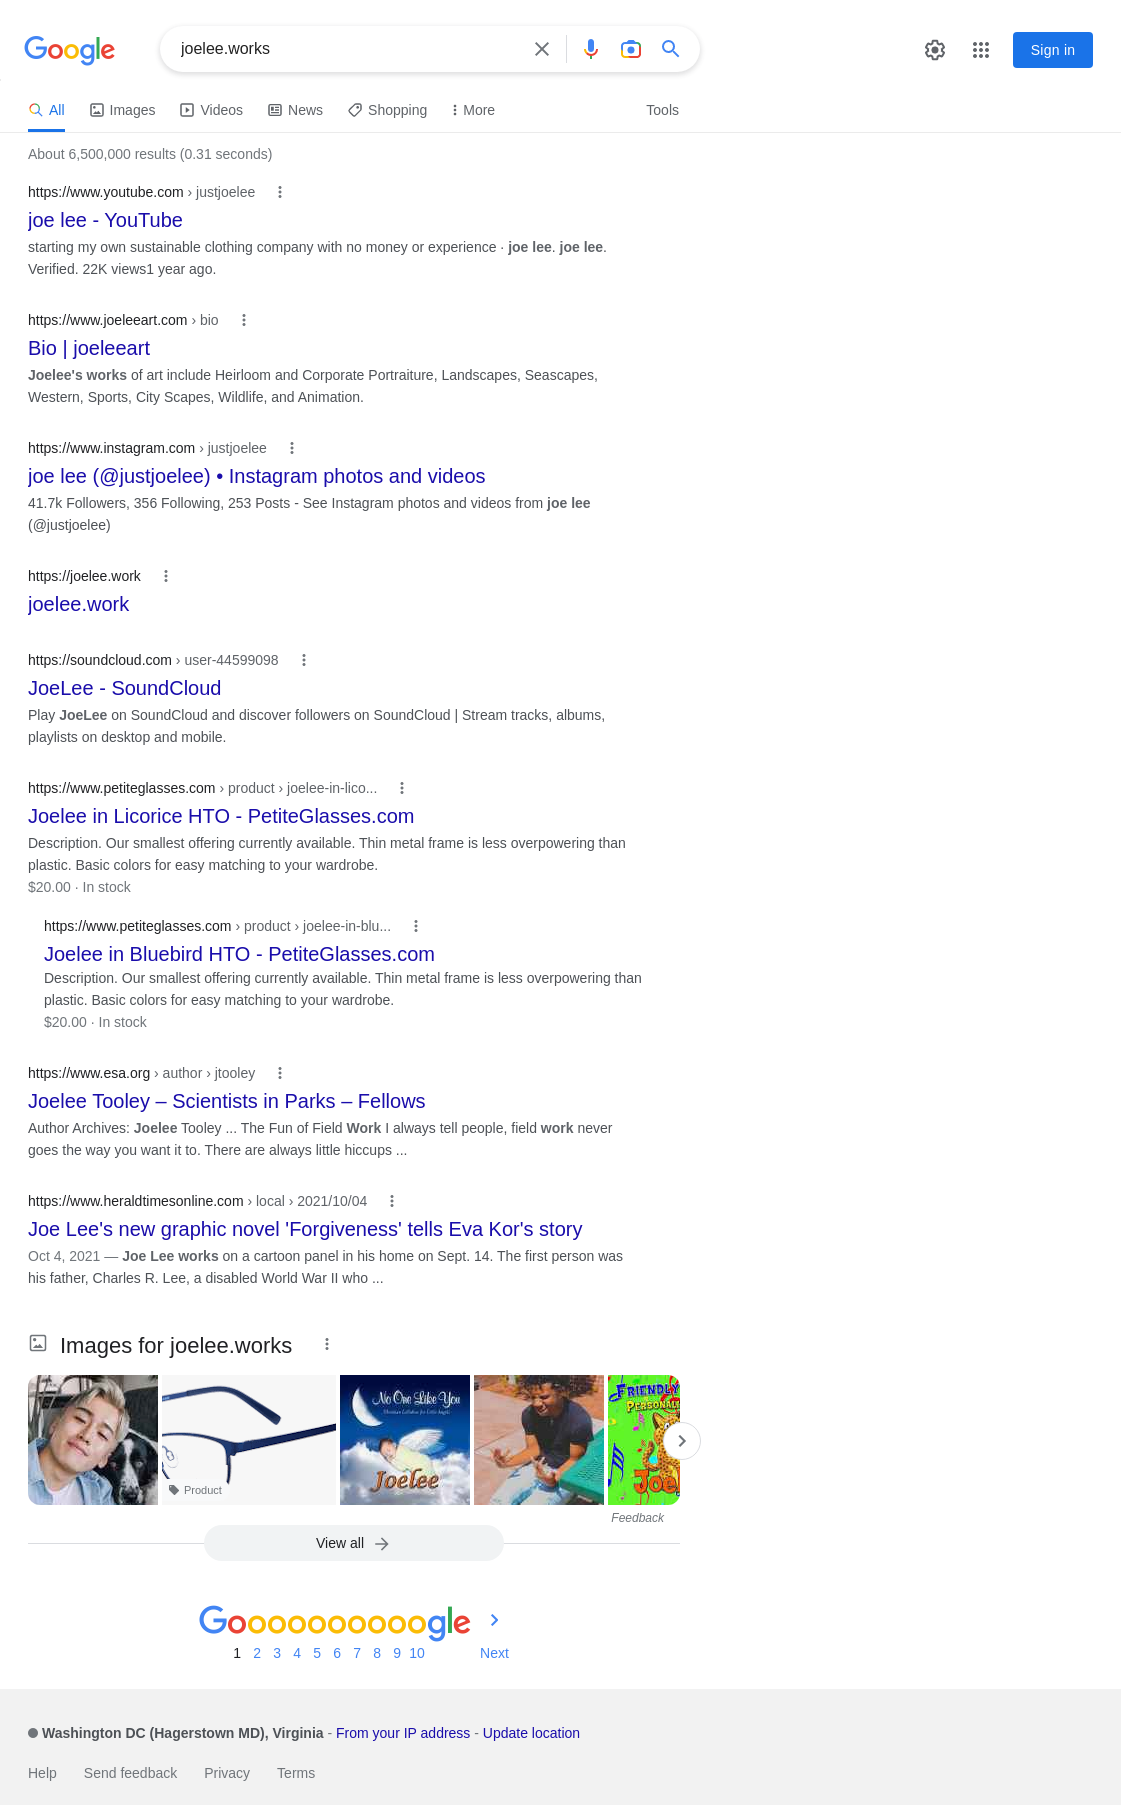 Google
joelee.works
Sign in
All Images Videos News Shopping More Tools
About 6,500,000 results (0.31 seconds)
https://www.youtube.com › justjoelee
joe lee - YouTube
starting my own sustainable clothing company with no money or experience · joe lee. joe lee.
Verified. 22K views1 year ago.
https://www.joeleeart.com › bio
Bio | joeleeart
Joelee's works of art include Heirloom and Corporate Portraiture, Landscapes, Seascapes,
Western, Sports, City Scapes, Wildlife, and Animation.
https://www.instagram.com › justjoelee
joe lee (@justjoelee) • Instagram photos and videos
41.7k Followers, 356 Following, 253 Posts - See Instagram photos and videos from joe lee
(@justjoelee)
https://joelee.work
joelee.work
https://soundcloud.com › user-44599098
JoeLee - SoundCloud
Play JoeLee on SoundCloud and discover followers on SoundCloud | Stream tracks, albums,
playlists on desktop and mobile.
https://www.petiteglasses.com › product › joelee-in-lico...
Joelee in Licorice HTO - PetiteGlasses.com
Description. Our smallest offering currently available. Thin metal frame is less overpowering than
plastic. Basic colors for easy matching to your wardrobe.
$20.00 · In stock
https://www.petiteglasses.com › product › joelee-in-blu...
Joelee in Bluebird HTO - PetiteGlasses.com
Description. Our smallest offering currently available. Thin metal frame is less overpowering than
plastic. Basic colors for easy matching to your wardrobe.
$20.00 · In stock
https://www.esa.org › author › jtooley
Joelee Tooley – Scientists in Parks – Fellows
Author Archives: Joelee Tooley ... The Fun of Field Work I always tell people, field work never
goes the way you want it to. There are always little hiccups ...
https://www.heraldtimesonline.com › local › 2021/10/04
Joe Lee's new graphic novel 'Forgiveness' tells Eva Kor's story
Oct 4, 2021 — Joe Lee works on a cartoon panel in his home on Sept. 14. The first person was
his father, Charles R. Lee, a disabled World War II who ...
Images for joelee.works
Product
No One Like You
Joelee
FRIENDLY
PERSONAL
Joe
Feedback
View all
Goooooooooogle
1 2 3 4 5 6 7 8 9 10 Next
Washington DC (Hagerstown MD), Virginia - From your IP address - Update location
Help Send feedback Privacy Terms